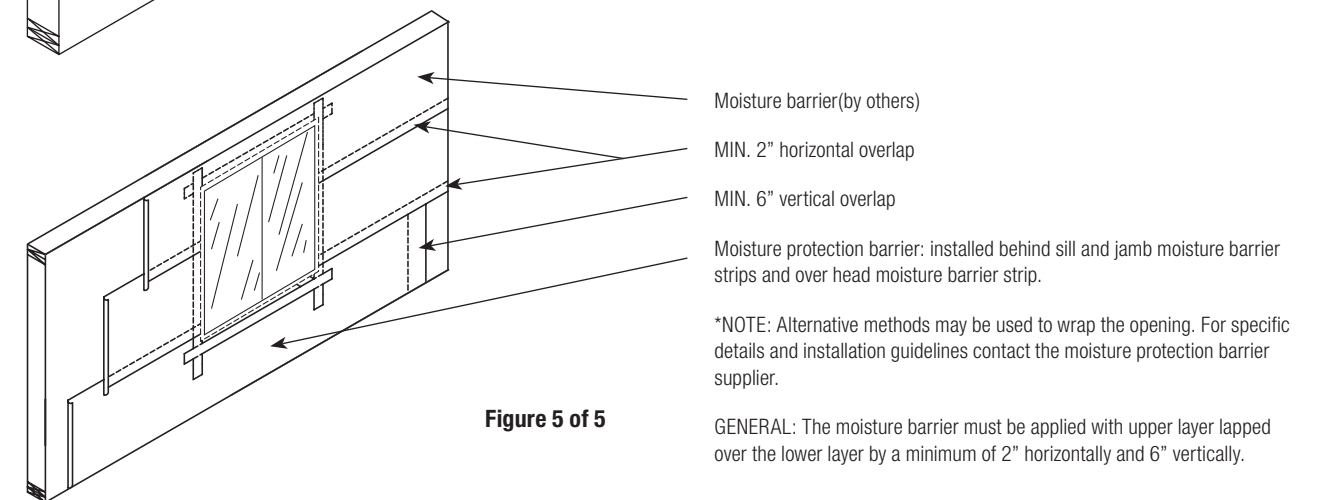 Moisture barrier(by others)
MIN. 2” horizontal overlap
MIN. 6” vertical overlap
Moisture protection barrier: installed behind sill and jamb moisture barrier
strips and over head moisture barrier strip.
*NOTE: Alternative methods may be used to wrap the opening. For specific
details and installation guidelines contact the moisture protection barrier
supplier.
Figure 5 of 5
GENERAL: The moisture barrier must be applied with upper layer lapped
over the lower layer by a minimum of 2” horizontally and 6” vertically.